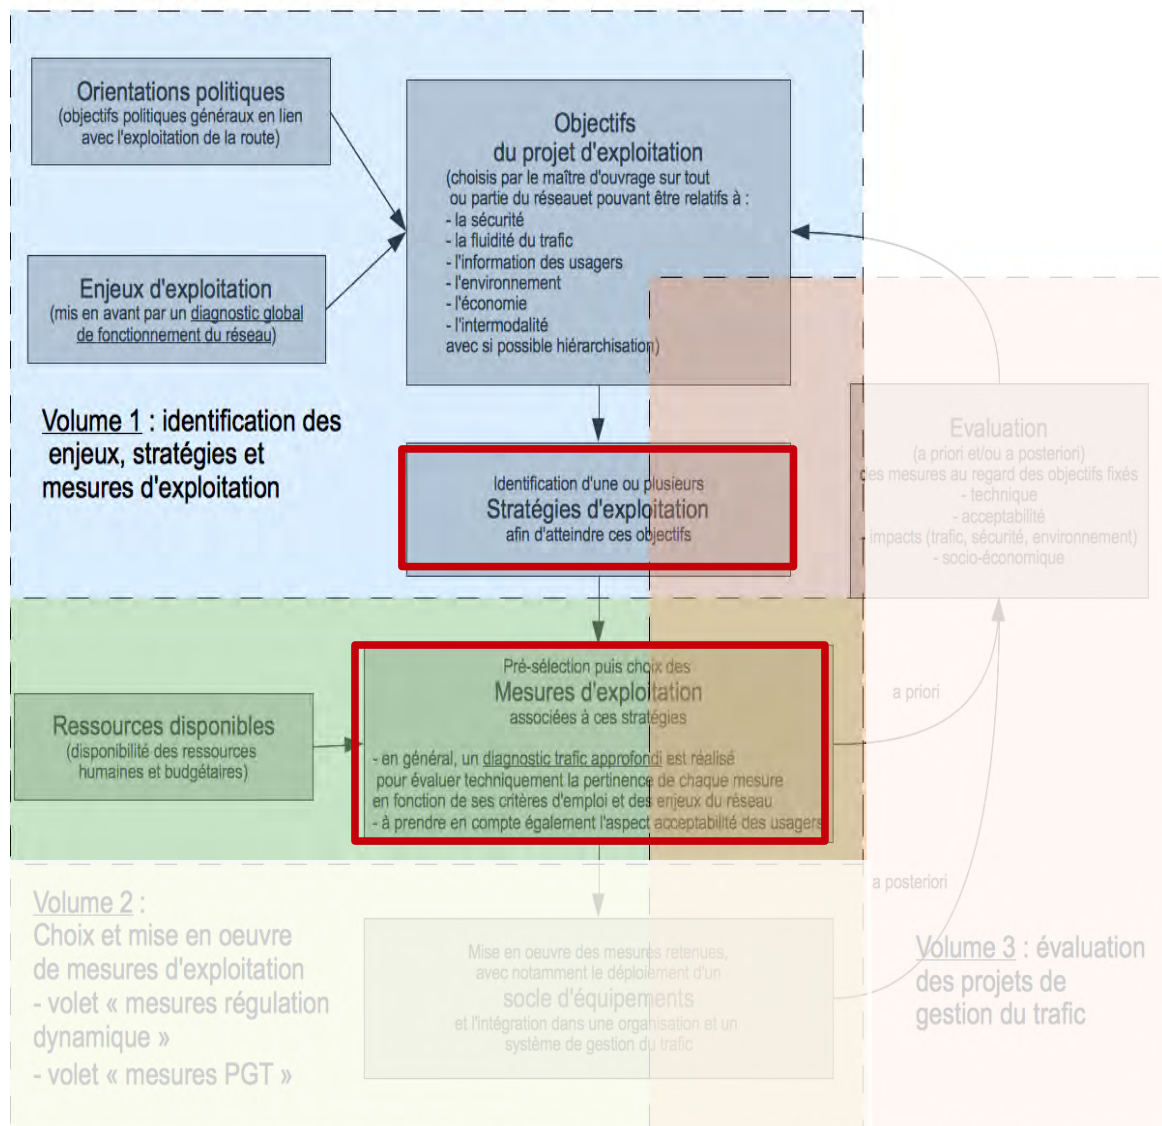 Orientations politiques
(objectifs politiques généraux en lien
avec l'exploitation de la route)
Objectifs
du projet d'exploitation
(choisis par le maître d'ouvrage sur tout
ou partie du réseauet pouvant être relatifs à :
- la sécurité
- la fluidité du trafic
- l'information des usagers
- l'environnement
- l'économie
- l'intermodalité
avec si possible hiérarchisation)
Enjeux d'exploitation
(mis en avant par un diagnostic global
de fonctionnement du réseau)
Volume 1 : identification des
enjeux, stratégies et
mesures d'exploitation
Identification d'une ou plusieurs
Stratégies d'exploitation
afin d'atteindre ces objectifs
Evaluation
(a priori et/ou a posteriori)
des mesures au regard des objectifs fixés
- technique
- acceptabilité
- impacts (trafic, sécurité, environnement)
- socio-économique
Pré-sélection puis choix des
Mesures d'exploitation
associées à ces stratégies
- en général, un diagnostic trafic approfondi est réalisé
pour évaluer techniquement la pertinence de chaque mesure
en fonction de ses critères d'emploi et des enjeux du réseau
- à prendre en compte également l'aspect acceptabilité des usagers
Ressources disponibles
(disponibilité des ressources
humaines et budgétaires)
a priori
a posteriori
Volume 2 :
Choix et mise en oeuvre
de mesures d'exploitation
- volet « mesures régulation
dynamique »
- volet « mesures PGT »
Mise en oeuvre des mesures retenues,
avec notamment le déploiement d'un
socle d'équipements
et l'intégration dans une organisation et un
système de gestion du trafic
Volume 3 : évaluation
des projets de
gestion du trafic